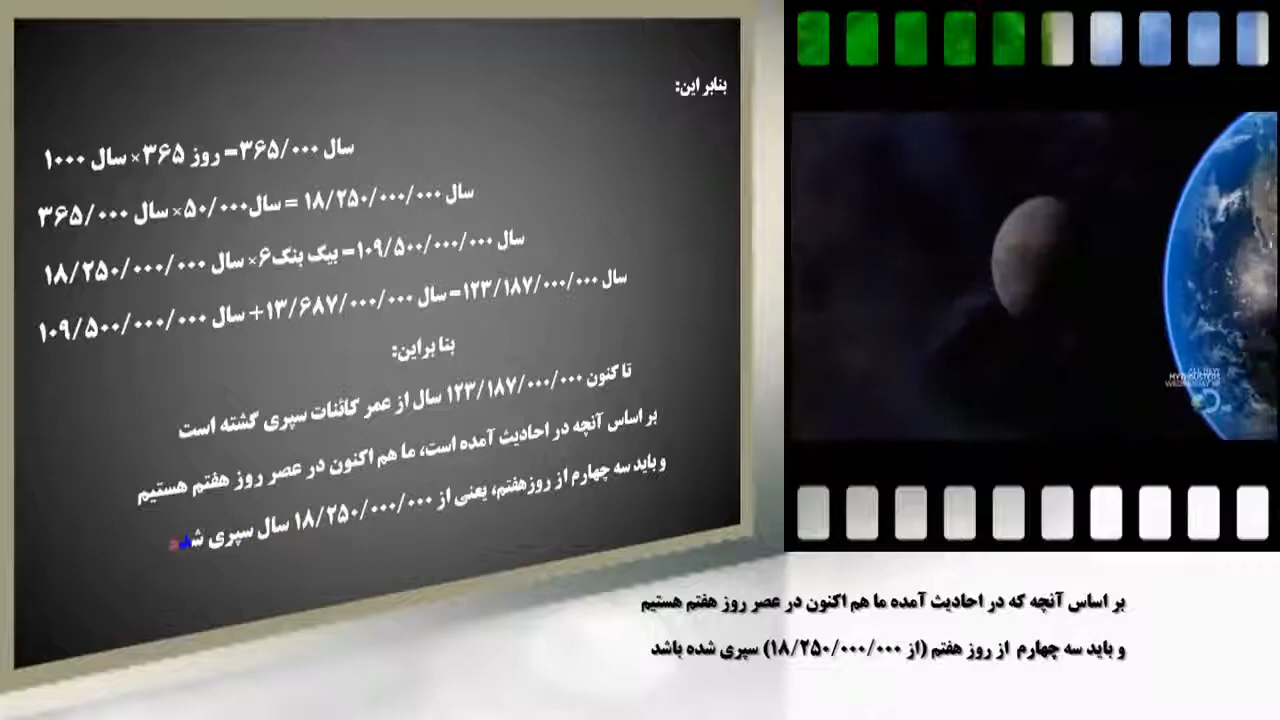 بنابر این:
۱۰۰۰ سال ×۳۶۵ روز =۳۶۵/۰۰۰ سال
۳۶۵/۰۰۰ سال ×۵۰/۰۰۰سال = ۱۸/۲۵۰/۰۰۰/۰۰۰ سال
۱۸/۲۵۰/۰۰۰/۰۰۰ سال ×۶بیگ بنگ =۱۰۹/۵۰۰/۰۰۰/۰۰۰ سال
۱۰۹/۵۰۰/۰۰۰/۰۰۰ سال +۱۳/۶۸۷/۰۰۰/۰۰۰ سال =۱۲۳/۱۸۷/۰۰۰/۰۰۰ سال
بنا براین:
تا کنون ۱۲۳/۱۸۷/۰۰۰/۰۰۰ سال از عمر کائنات سپری گشته است
بر اساس آنچه در احادیث آمده است، ما هم اکنون در عصر روز هفتم هستیم
و باید سه چهارم از روزهفتم، یعنی از ۱۸/۲۵۰/۰۰۰/۰۰۰ سال سپری شده
بر اساس آنچه که در احادیث آمده ما هم اکنون در عصر روز هفتم هستیم
و باید سه چهارم از روز هفتم (از ۱۸/۲۵۰/۰۰۰/۰۰۰) سپری شده باشد